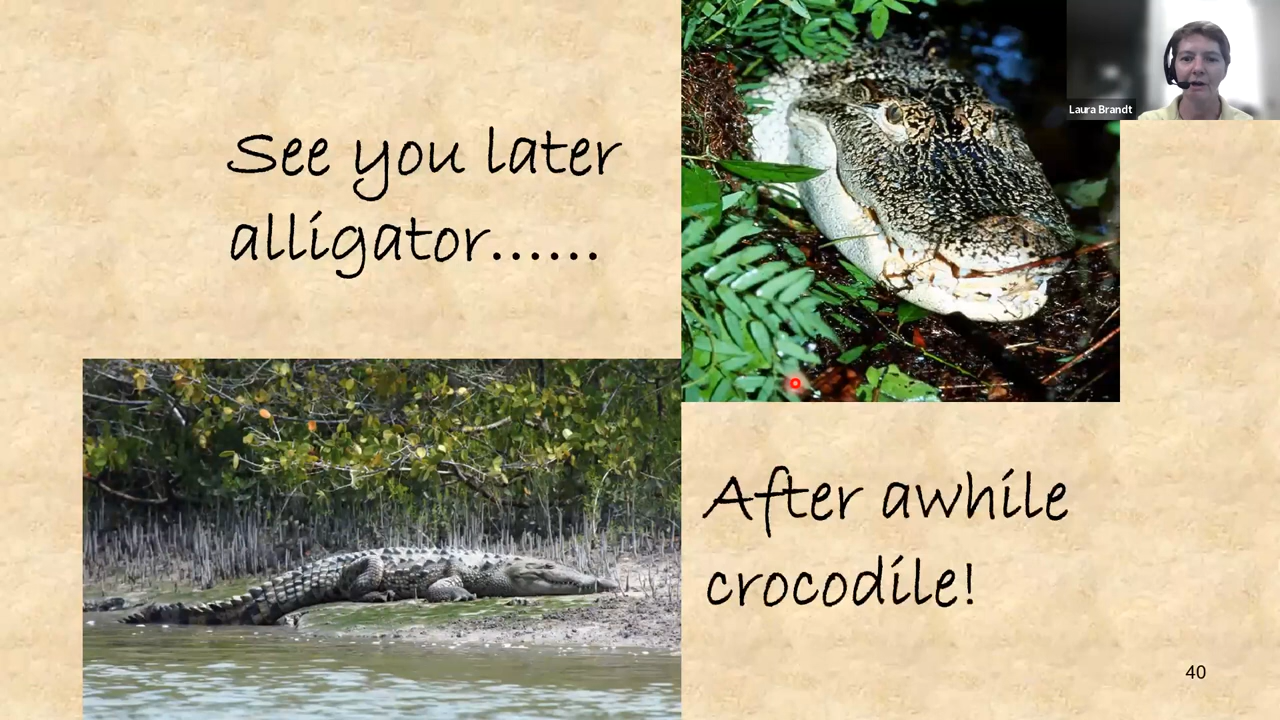 Laura Brandt
See you later
alligator......
After awhile
crocodile!
40